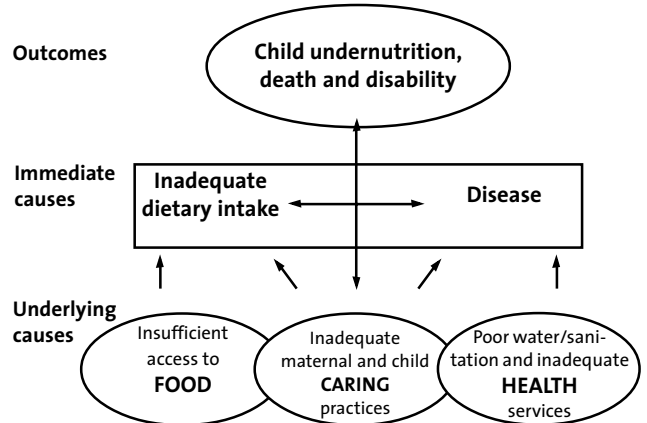 Outcomes
Child undernutrition,
death and disability
Immediate
causes
Inadequate
dietary intake
Disease
Underlying
causes
Insufficient
access to
FOOD
Inadequate
maternal and child
CARING
practices
Poor water/sani-
tation and inadequate
HEALTH
services